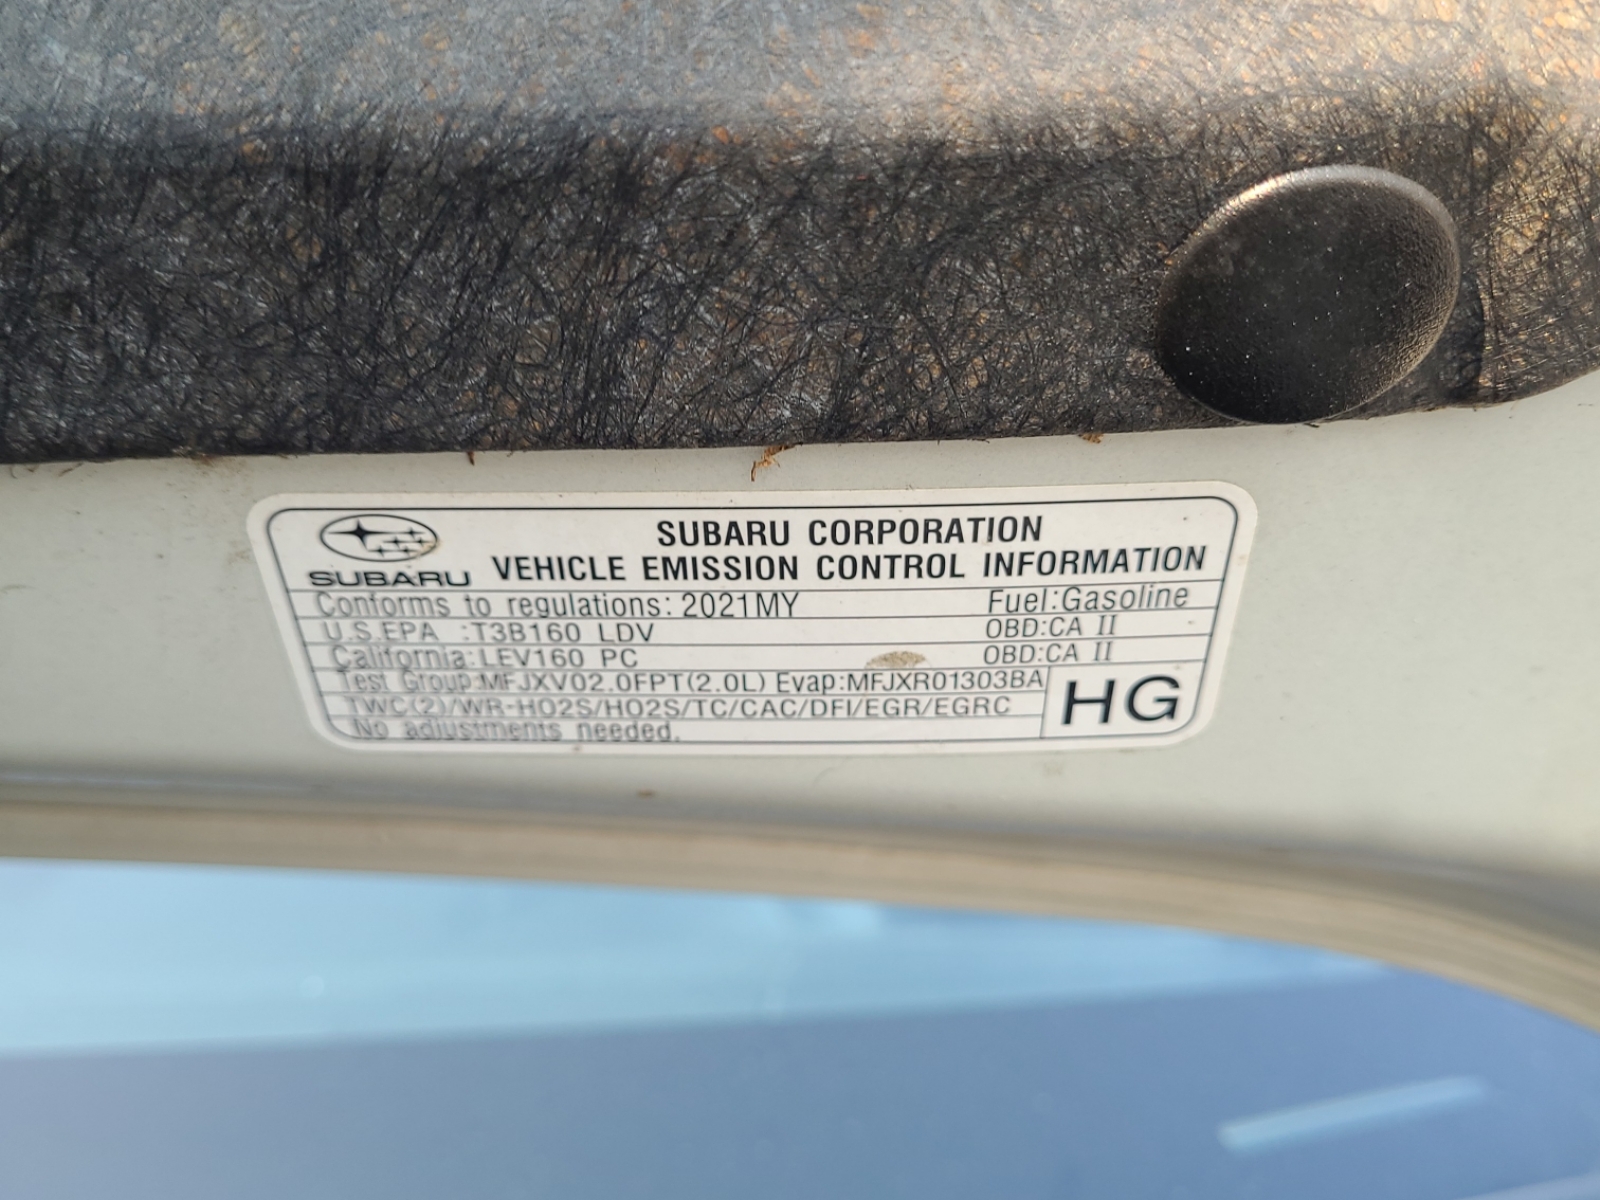 SUBARU CORPORATION
SUBARU VEHICLE EMISSION CONTROL INFORMATION
Conforms to regulations: 2021MY Fuel:Gasoline
U.S.EPA :T3B160 LDV OBD:CA II
California:LEV160 PC OBD:CA II
Test Group:MFJXV02.0FPT(2.0L) Evap:MFJXR01303BA
TWC(2)/WR-HO2S/HO2S/TC/CAC/DFI/EGR/EGRC
No adjustments needed.
HG